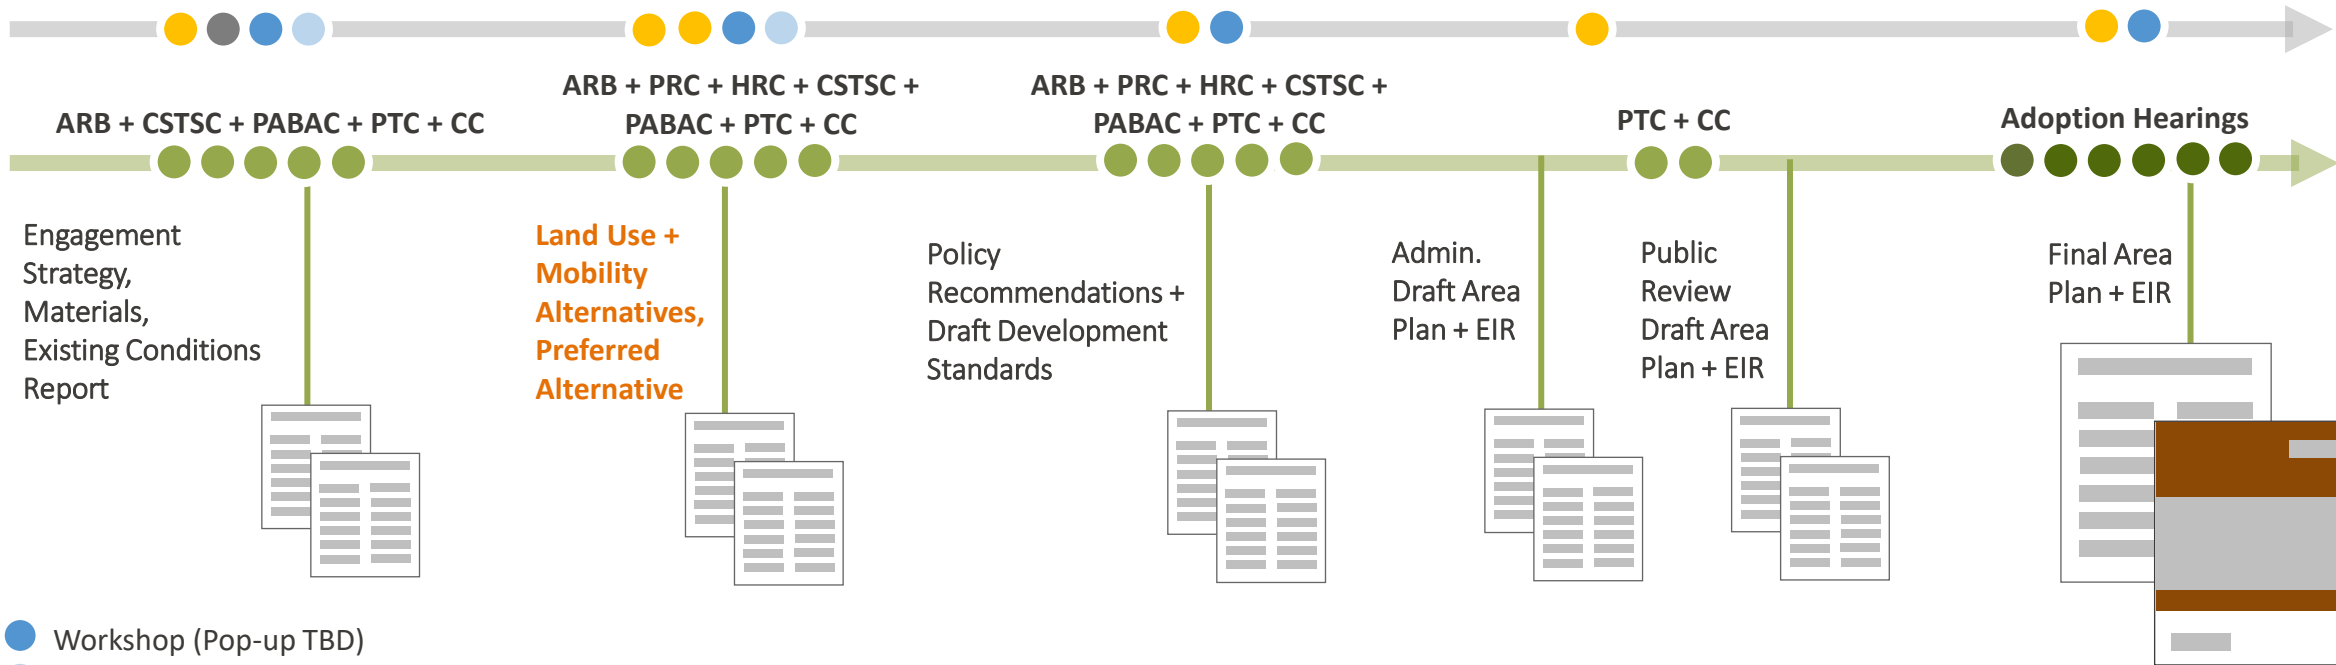 ARB + CSTSC + PABAC + PTC + CC
ARB + PRC + HRC + CSTSC +
PABAC + PTC + CC
ARB + PRC + HRC + CSTSC +
PABAC + PTC + CC
PTC + CC
Adoption Hearings
Engagement
Strategy,
Materials,
Existing Conditions
Report
Land Use +
Mobility
Alternatives,
Preferred
Alternative
Policy
Recommendations +
Draft Development
Standards
Admin.
Draft Area
Plan + EIR
Public
Review
Draft Area
Plan + EIR
Final Area
Plan + EIR
Workshop (Pop-up TBD)